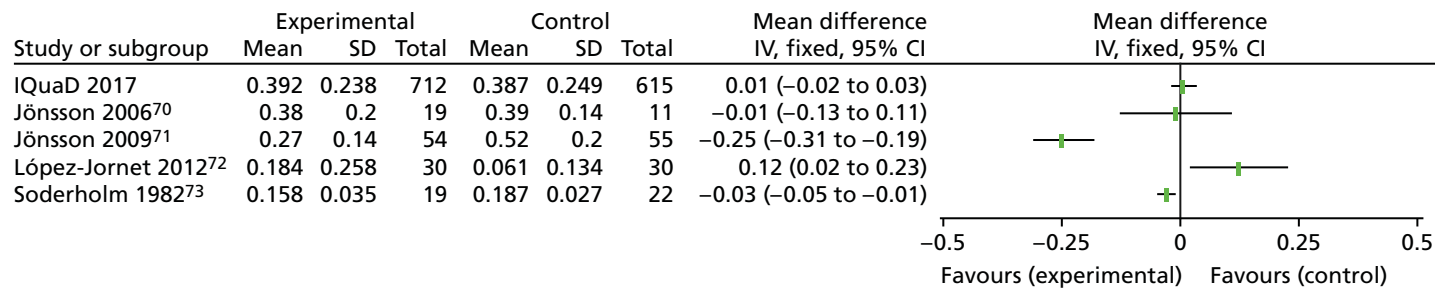 Experimental Control Mean difference Mean difference
Study or subgroup Mean SD Total Mean SD Total IV, fixed, 95% CI IV, fixed, 95% CI
IQuaD 2017 0.392 0.238 712 0.387 0.249 615 0.01 (−0.02 to 0.03)
Jönsson 2006⁷⁰ 0.38 0.2 19 0.39 0.14 11 −0.01 (−0.13 to 0.11)
Jönsson 2009⁷¹ 0.27 0.14 54 0.52 0.2 55 −0.25 (−0.31 to −0.19)
López-Jornet 2012⁷² 0.184 0.258 30 0.061 0.134 30 0.12 (0.02 to 0.23)
Soderholm 1982⁷³ 0.158 0.035 19 0.187 0.027 22 −0.03 (−0.05 to −0.01)
−0.5 −0.25 0 0.25 0.5
Favours (experimental) Favours (control)